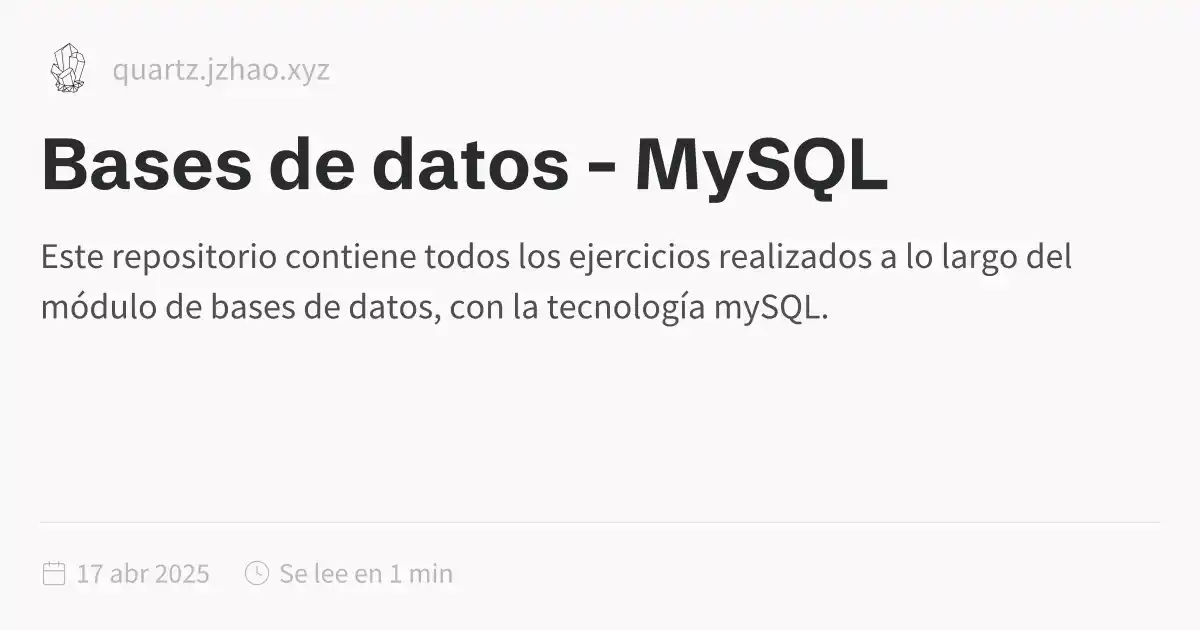 quartz.jzhao.xyz
Bases de datos - MySQL
Este repositorio contiene todos los ejercicios realizados a lo largo del
módulo de bases de datos, con la tecnología mySQL.
17 abr 2025 Se lee en 1 min